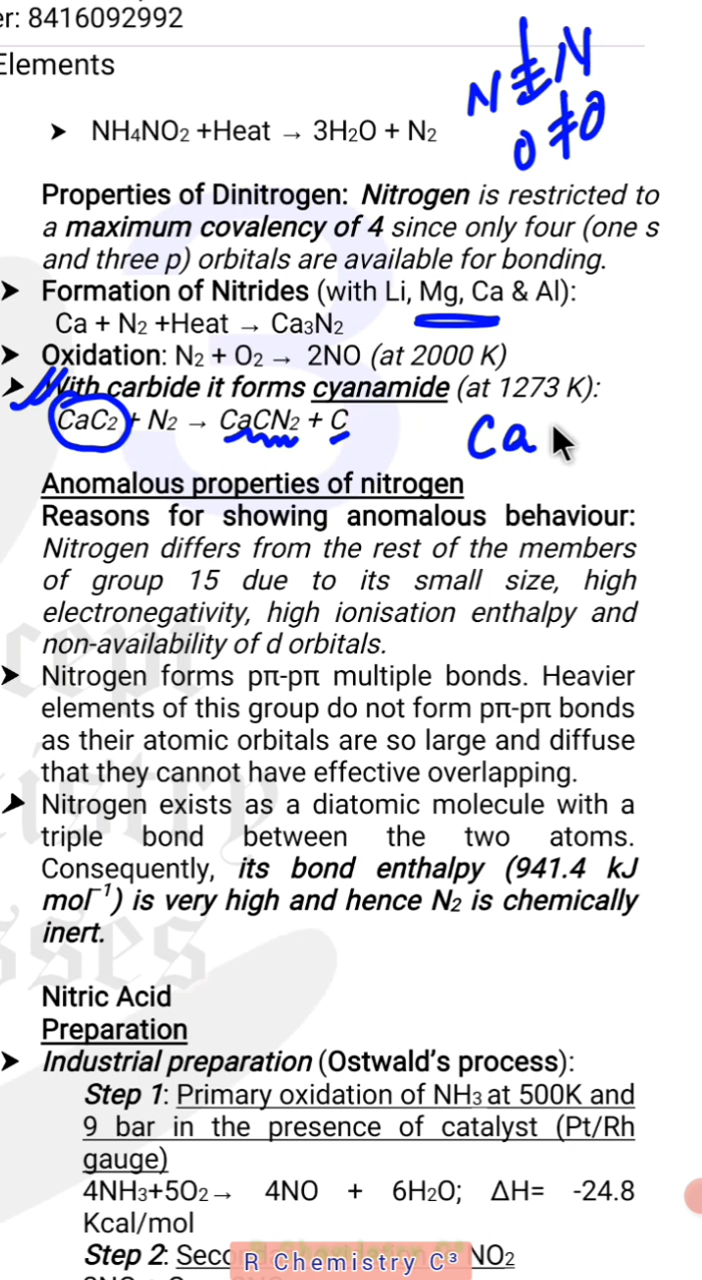 er: 8416092992
Elements
N≡N
O=O
➤ NH4NO2 +Heat → 3H2O + N2
Properties of Dinitrogen: Nitrogen is restricted to
a maximum covalency of 4 since only four (one s
and three p) orbitals are available for bonding.
➤ Formation of Nitrides (with Li, Mg, Ca & Al):
Ca + N2 +Heat → Ca3N2
➤ Oxidation: N2 + O2 → 2NO (at 2000 K)
➤ With carbide it forms cyanamide (at 1273 K):
CaC2 + N2 → CaCN2 + C
Ca
Anomalous properties of nitrogen
Reasons for showing anomalous behaviour:
Nitrogen differs from the rest of the members
of group 15 due to its small size, high
electronegativity, high ionisation enthalpy and
non-availability of d orbitals.
➤ Nitrogen forms pπ-pπ multiple bonds. Heavier
elements of this group do not form pπ-pπ bonds
as their atomic orbitals are so large and diffuse
that they cannot have effective overlapping.
➤ Nitrogen exists as a diatomic molecule with a
triple bond between the two atoms.
Consequently, its bond enthalpy (941.4 kJ
mol⁻¹) is very high and hence N2 is chemically
inert.
Nitric Acid
Preparation
➤ Industrial preparation (Ostwald's process):
Step 1: Primary oxidation of NH3 at 500K and
9 bar in the presence of catalyst (Pt/Rh
gauge)
4NH3+5O2→ 4NO + 6H2O; ΔH= -24.8
Kcal/mol
Step 2: NO2
R Chemistry C³